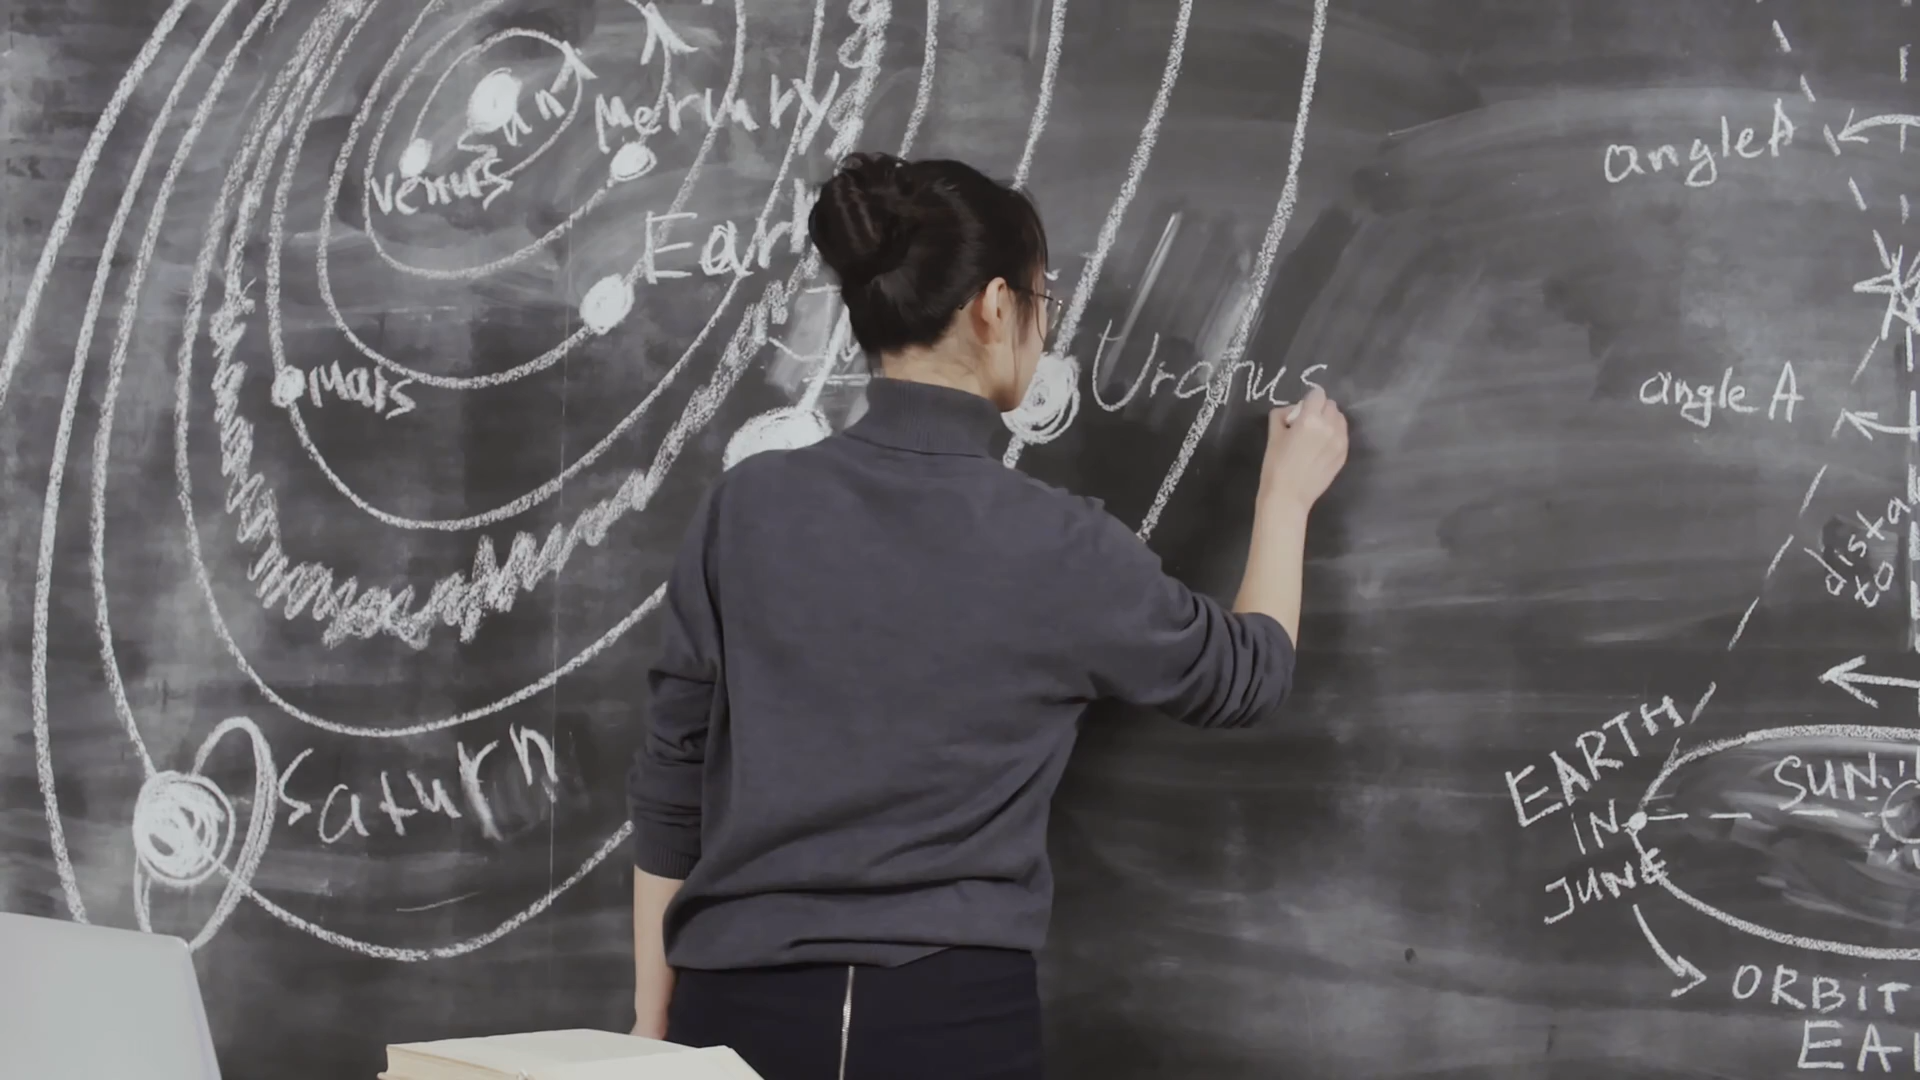 Sun
Mercury
Venus
Earth
Mars
Uranus
Saturn
angle A
angle A
EARTH
IN
JUNE
SUN
ORBIT